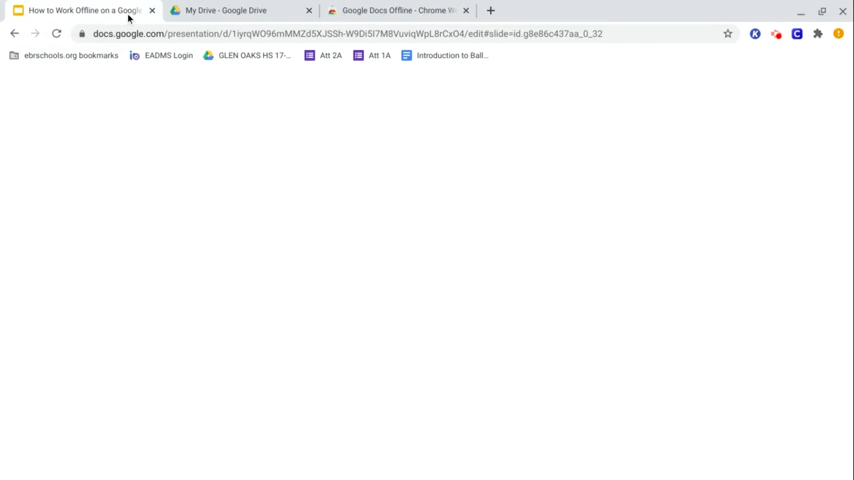 How to Work Offline on a Google
My Drive - Google Drive
Google Docs Offline - Chrome W
docs.google.com/presentation/d/1iyrqWO96mMMZd5XJSSh-W9Di5I7M8VuviqWpL8rCxO4/edit#slide=id.g8e86c437aa_0_32
ebrschools.org bookmarks
EADMS Login
GLEN OAKS HS 17-...
Att 2A
Att 1A
Introduction to Ball...